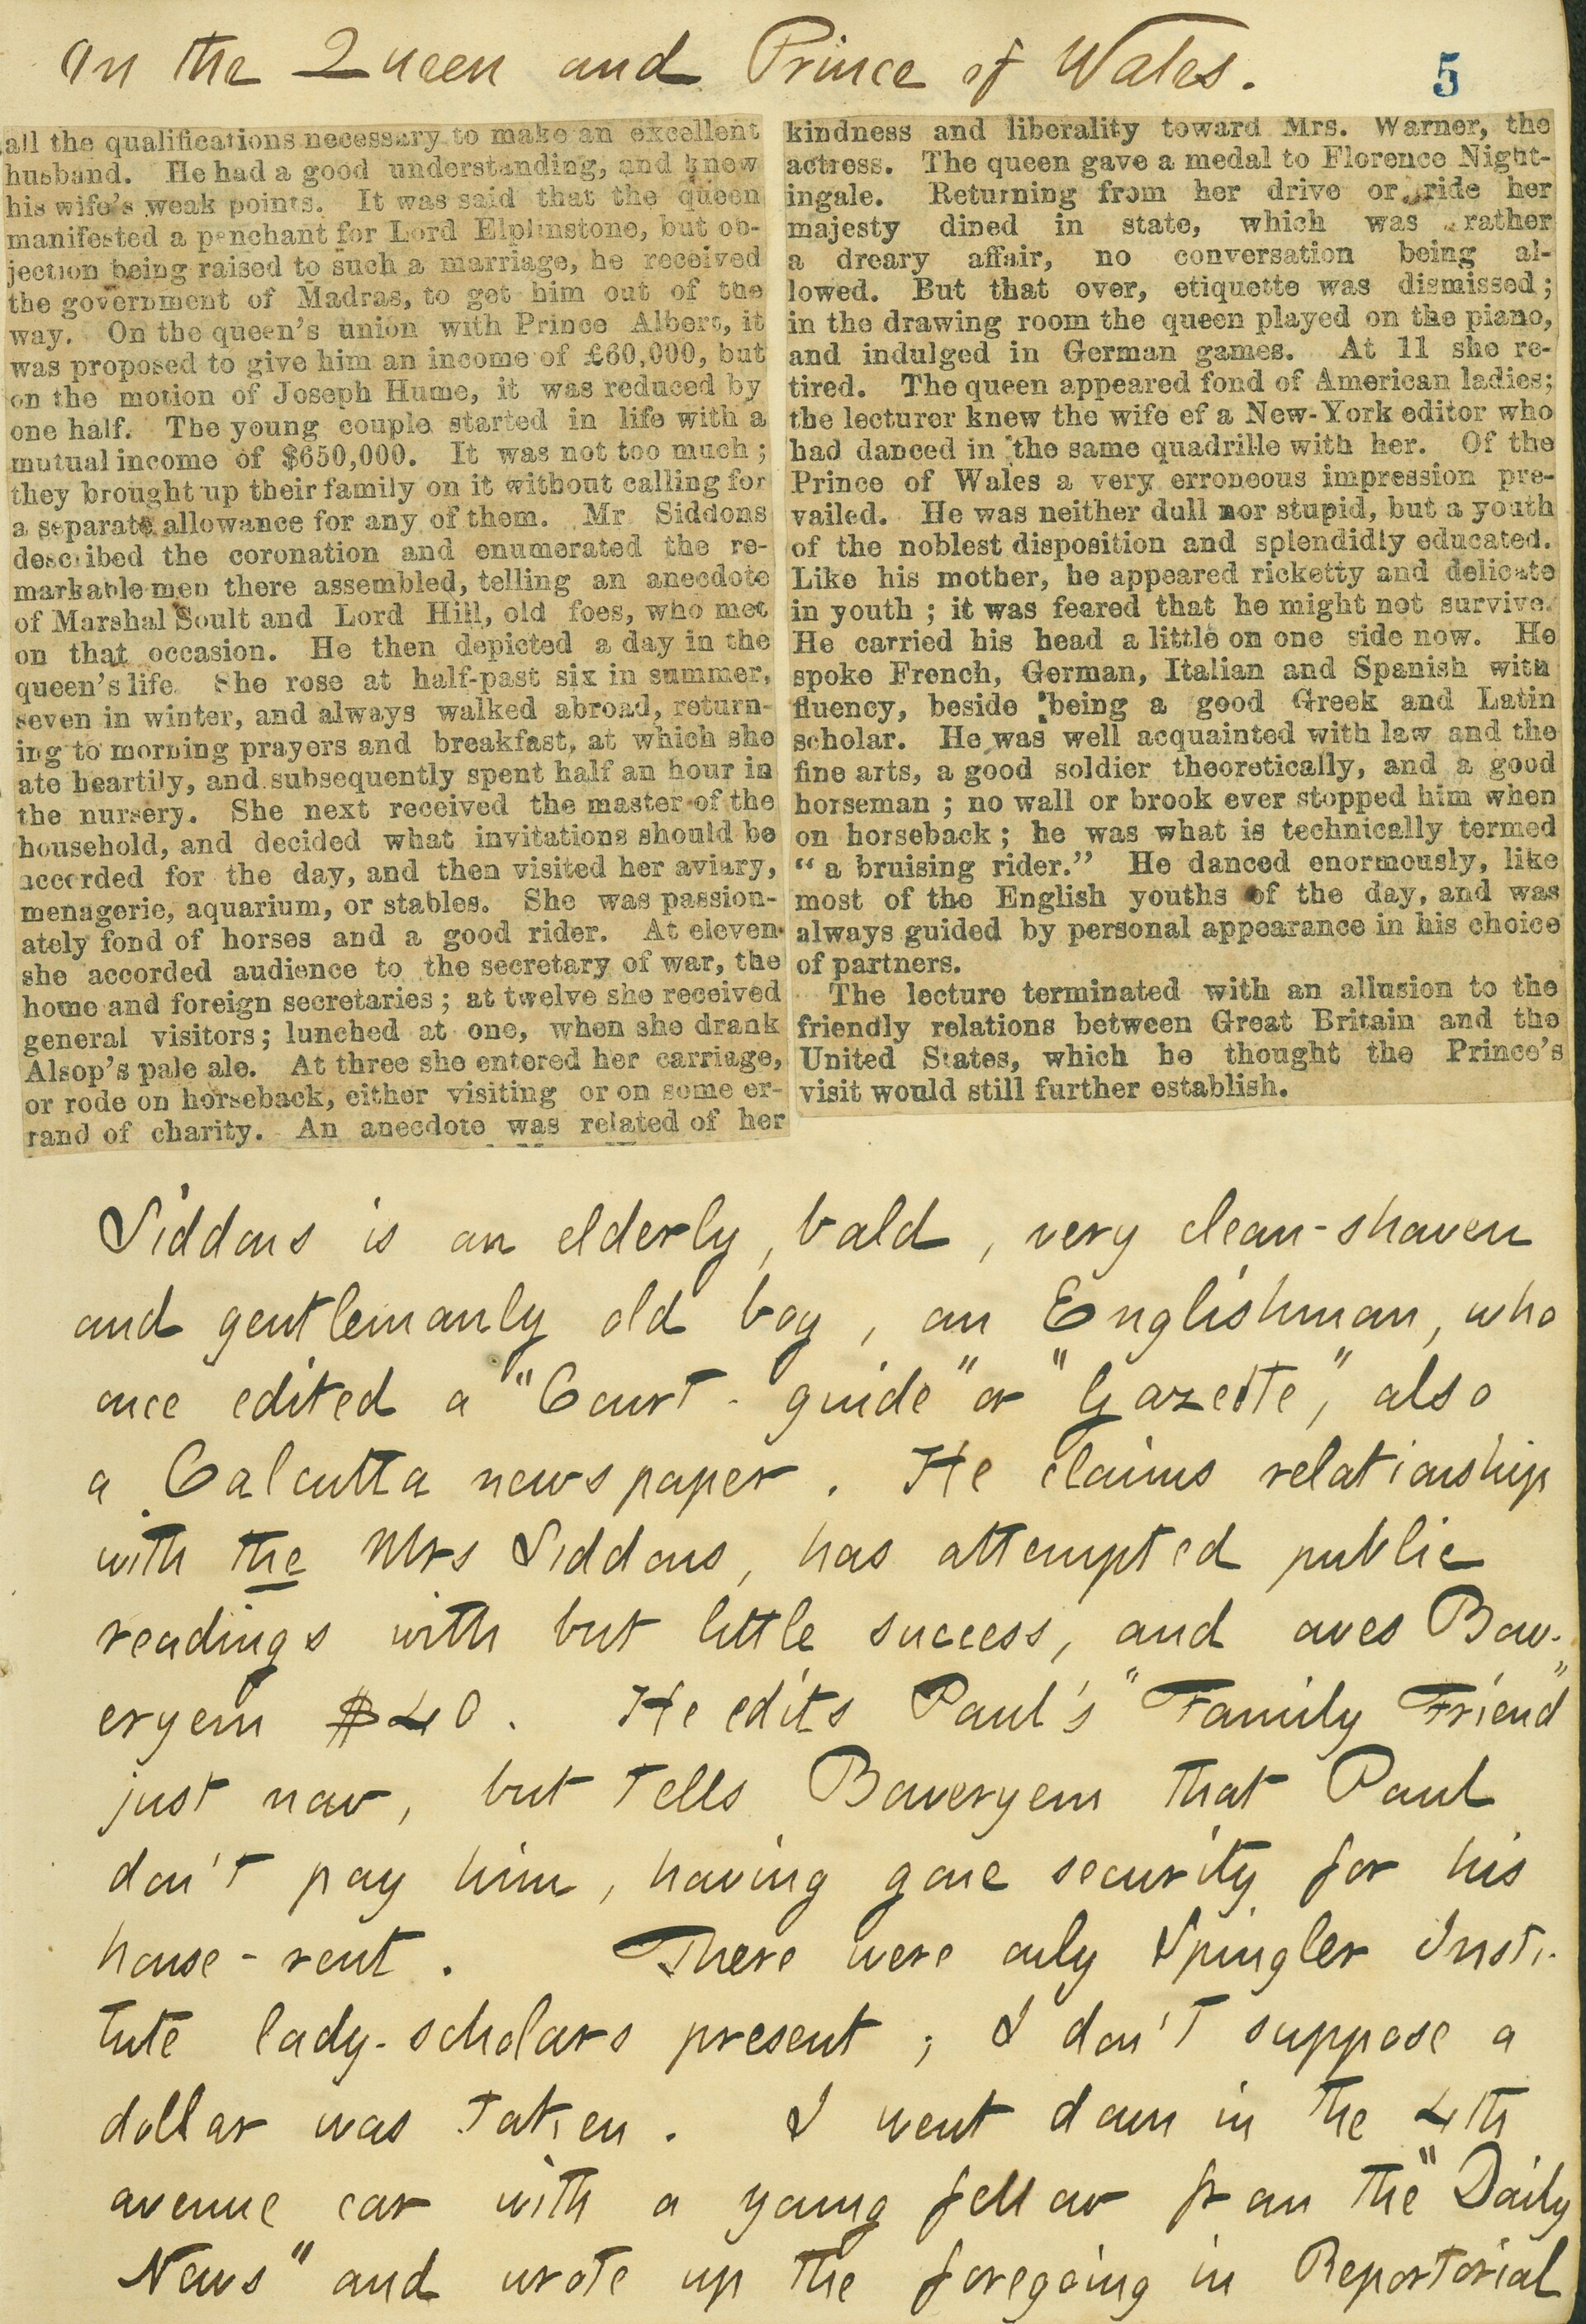 On the Queen and Prince of Wales.
5
all the qualifications necessary to make an excellent
husband. He had a good understanding, and knew
his wife's weak points. It was said that the queen
manifested a penchant for Lord Elphinstone, but ob-
jection being raised to such a marriage, he received
the government of Madras, to get him out of the
way. On the queen's union with Prince Albert, it
was proposed to give him an income of £60,000, but
on the motion of Joseph Hume, it was reduced by
one half. The young couple started in life with a
mutual income of $650,000. It was not too much;
they brought up their family on it without calling for
a separate allowance for any of them. Mr Siddons
described the coronation and enumerated the re-
markable men there assembled, telling an anecdote
of Marshal Soult and Lord Hill, old foes, who met
on that occasion. He then depicted a day in the
queen's life. She rose at half-past six in summer,
seven in winter, and always walked abroad, return-
ing to morning prayers and breakfast, at which she
ate heartily, and subsequently spent half an hour in
the nursery. She next received the master of the
household, and decided what invitations should be
accorded for the day, and then visited her aviary,
menagerie, aquarium, or stables. She was passion-
ately fond of horses and a good rider. At eleven
she accorded audience to the secretary of war, the
home and foreign secretaries; at twelve she received
general visitors; lunched at one, when she drank
Alsop's pale ale. At three she entered her carriage,
or rode on horseback, either visiting or on some er-
rand of charity. An anecdote was related of her
kindness and liberality toward Mrs. Warner, the
actress. The queen gave a medal to Florence Night-
ingale. Returning from her drive or ride her
majesty dined in state, which was rather
a dreary affair, no conversation being al-
lowed. But that over, etiquette was dismissed;
in the drawing room the queen played on the piano,
and indulged in German games. At 11 she re-
tired. The queen appeared fond of American ladies;
the lecturer knew the wife ef a New-York editor who
had danced in the same quadrille with her. Of the
Prince of Wales a very erroneous impression pre-
vailed. He was neither dull nor stupid, but a youth
of the noblest disposition and splendidly educated.
Like his mother, he appeared ricketty and delicate
in youth; it was feared that he might not survive.
He carried his head a little on one side now. He
spoke French, German, Italian and Spanish with
fluency, beside being a good Greek and Latin
scholar. He was well acquainted with law and the
fine arts, a good soldier theoretically, and a good
horseman; no wall or brook ever stopped him when
on horseback; he was what is technically termed
"a bruising rider." He danced enormously, like
most of the English youths of the day, and was
always guided by personal appearance in his choice
of partners.
The lecture terminated with an allusion to the
friendly relations between Great Britain and the
United States, which he thought the Prince's
visit would still further establish.
Siddons is an elderly, bald, very clean-shaven
and gentlemanly old boy, an Englishman, who
once edited a "Court-guide" or "Gazette," also
a Calcutta newspaper. He claims relationship
with the Mrs Siddons, has attempted public
readings with but little success, and owes Bow-
eryem $40. He edits Paul's "Family Friend"
just now, but tells Boweryem that Paul
don't pay him, having gone security for his
house-rent. There were only Spingler Insti-
tute lady-scholars present; I don't suppose a
dollar was taken. I went down in the 4th
avenue car with a young fellow from the "Daily
News" and wrote up the foregoing in Reportorial